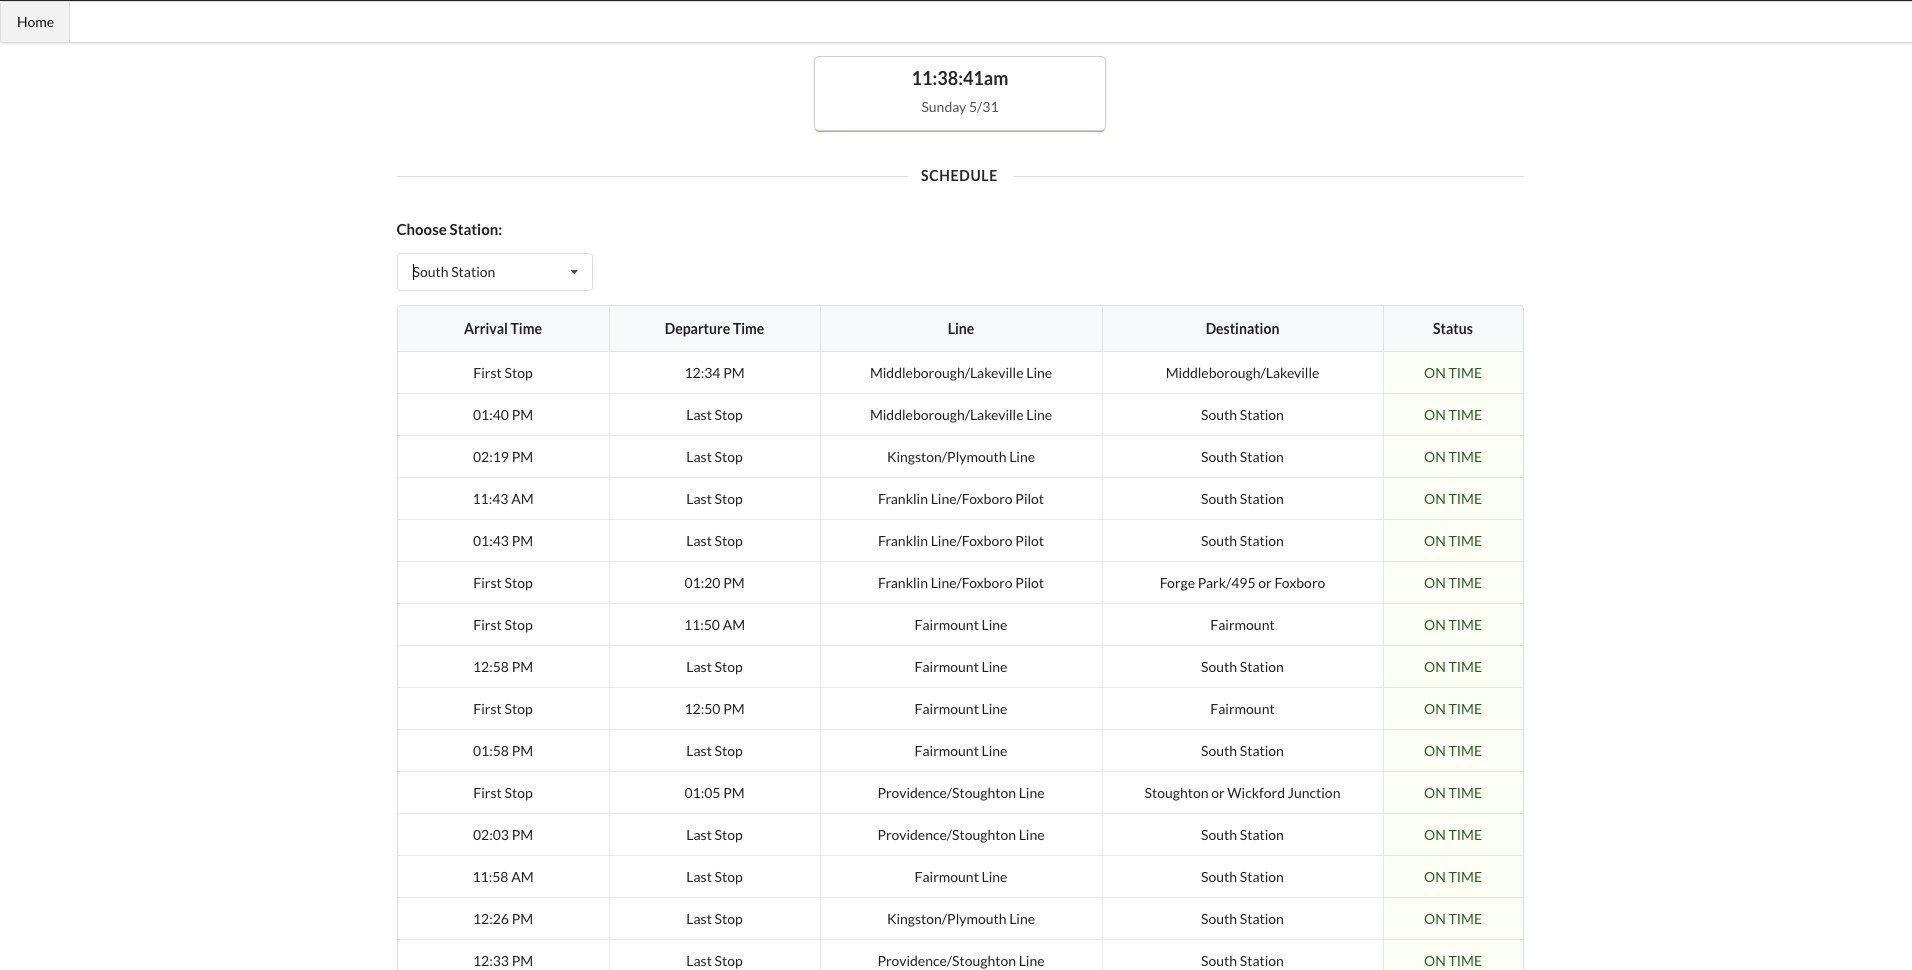 Home
11:38:41am
Sunday 5/31
SCHEDULE
Choose Station:
South Station
Arrival Time Departure Time Line Destination Status
First Stop 12:34 PM Middleborough/Lakeville Line Middleborough/Lakeville ON TIME
01:40 PM Last Stop Middleborough/Lakeville Line South Station ON TIME
02:19 PM Last Stop Kingston/Plymouth Line South Station ON TIME
11:43 AM Last Stop Franklin Line/Foxboro Pilot South Station ON TIME
01:43 PM Last Stop Franklin Line/Foxboro Pilot South Station ON TIME
First Stop 01:20 PM Franklin Line/Foxboro Pilot Forge Park/495 or Foxboro ON TIME
First Stop 11:50 AM Fairmount Line Fairmount ON TIME
12:58 PM Last Stop Fairmount Line South Station ON TIME
First Stop 12:50 PM Fairmount Line Fairmount ON TIME
01:58 PM Last Stop Fairmount Line South Station ON TIME
First Stop 01:05 PM Providence/Stoughton Line Stoughton or Wickford Junction ON TIME
02:03 PM Last Stop Providence/Stoughton Line South Station ON TIME
11:58 AM Last Stop Fairmount Line South Station ON TIME
12:26 PM Last Stop Kingston/Plymouth Line South Station ON TIME
12:33 PM Last Stop Providence/Stoughton Line South Station ON TIME